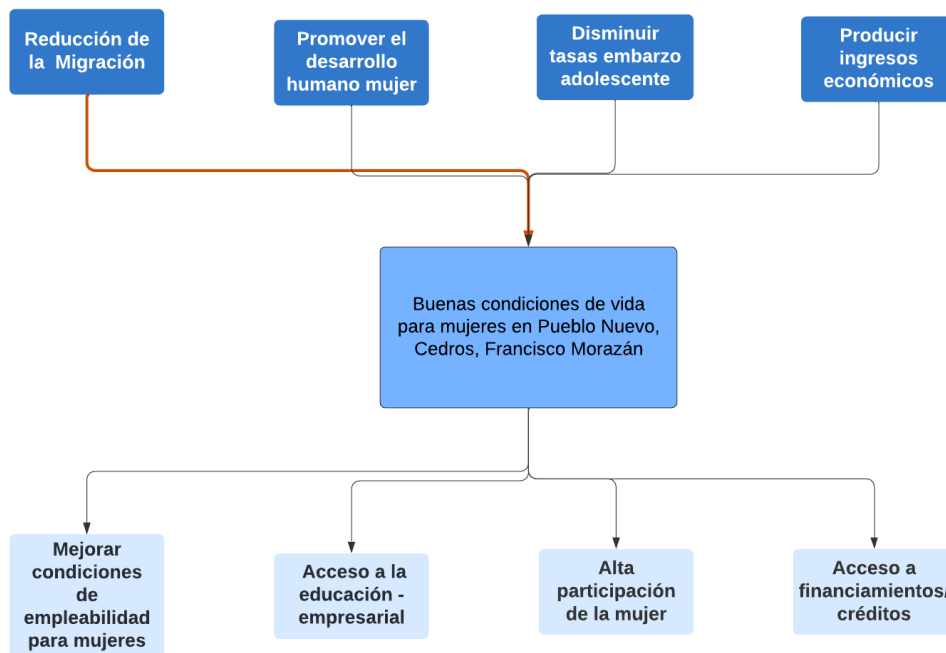 Reducción de
la Migración
Promover el
desarrollo
humano mujer
Disminuir
tasas embarzo
adolescente
Producir
ingresos
económicos
Buenas condiciones de vida
para mujeres en Pueblo Nuevo,
Cedros, Francisco Morazán
Mejorar
condiciones
de
empleabilidad
para mujeres
Acceso a la
educación -
empresarial
Alta
participación
de la mujer
Acceso a
financiamientos/
créditos